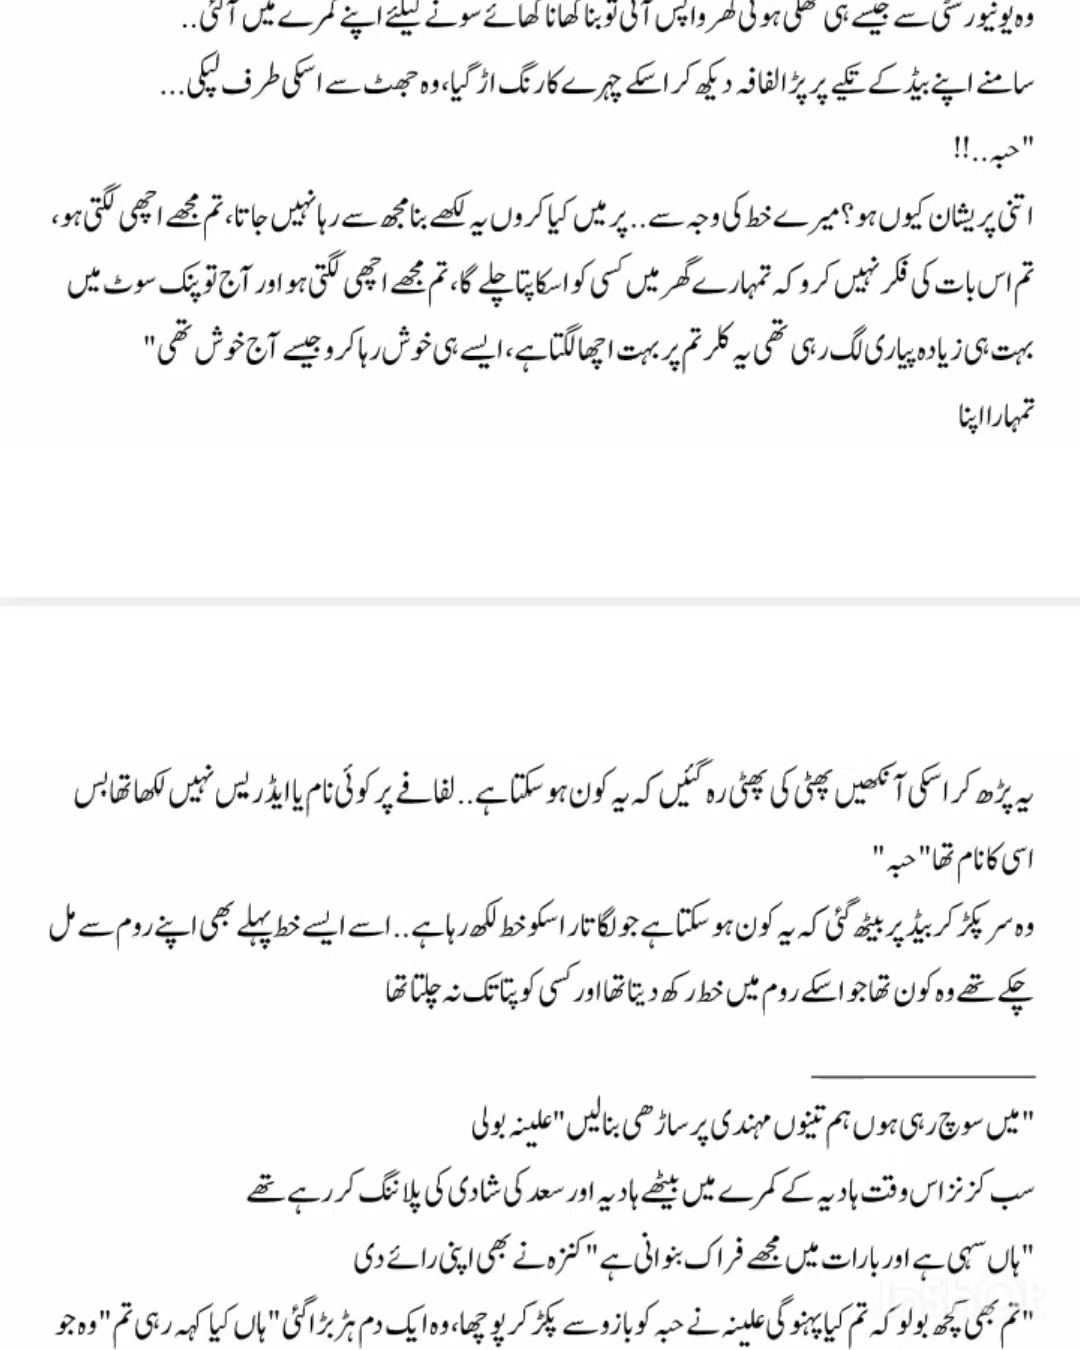 وہ یونیورسٹی سے جیسے ہی تھکی ہوئی گھر واپس آئی تو بنا کھانا کھائے سونے کیلئے اپنے کمرے میں آگئی..
سامنے اپنے بیڈ کے تکیے پر پڑا لفافہ دیکھ کر اسکے چہرے کا رنگ اڑ گیا، وہ جھٹ سے اسکی طرف لپکی...
"حبہ..!!
اتنی پریشان کیوں ہو؟ میرے خط کی وجہ سے.. پر میں کیا کروں یہ لکھے بنا مجھ سے رہا نہیں جاتا، تم مجھے اچھی لگتی ہو،
تم اس بات کی فکر نہیں کرو کہ تمہارے گھر میں کسی کو اسکا پتا چلے گا، تم مجھے اچھی لگتی ہو اور آج تو پنک سوٹ میں
بہت ہی زیادہ پیاری لگ رہی تھی یہ کلر تم پر بہت اچھا لگتا ہے، ایسے ہی خوش رہا کرو جیسے آج خوش تھی"
تمہارا اپنا
یہ پڑھ کر اسکی آنکھیں پھٹی کی پھٹی رہ گئیں کہ یہ کون ہو سکتا ہے.. لفافے پر کوئی نام یا ایڈریس نہیں لکھا تھا بس
اسی کا نام تھا "حبہ"
وہ سر پکڑ کر بیڈ پر بیٹھ گئی کہ یہ کون ہو سکتا ہے جو لگاتار اسکو خط لکھ رہا ہے.. اسے ایسے خط پہلے بھی اپنے روم سے مل
چکے تھے وہ کون تھا جو اسکے روم میں خط رکھ دیتا تھا اور کسی کو پتا تک نہ چلتا تھا
"میں سوچ رہی ہوں ہم تینوں مہندی پر ساڑھی بنالیں" علینہ بولی
سب کزنز اس وقت ہادیہ کے کمرے میں بیٹھے ہادیہ اور سعد کی شادی کی پلاننگ کر رہے تھے
"ہاں سہی ہے اور بارات میں مجھے فراک بنوانی ہے" کنزہ نے بھی اپنی رائے دی
"تم بھی کچھ بولو کہ تم کیا پہنو گی علینہ نے حبہ کو بازو سے پکڑ کر پوچھا، وہ ایک دم ہڑبڑا گئی "ہاں کیا کہہ رہی تم" وہ جو
InShOt